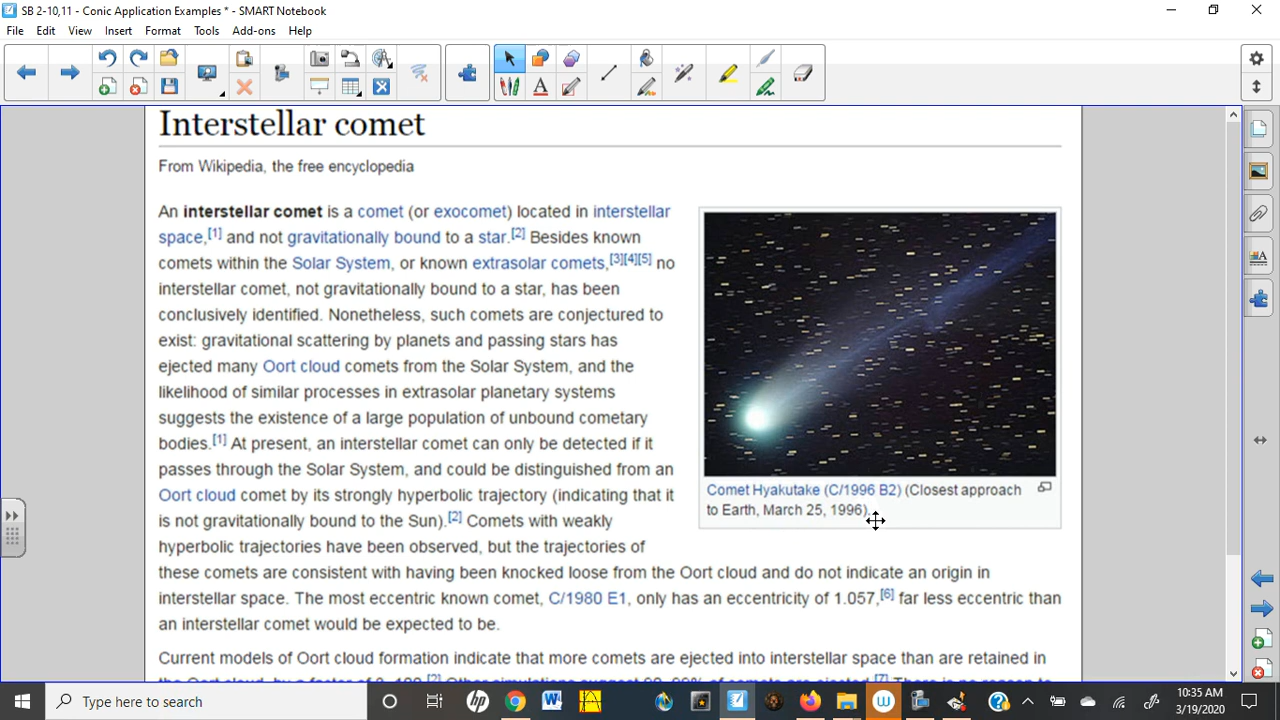 SB 2-10,11 - Conic Application Examples * - SMART Notebook
File Edit View Insert Format Tools Add-ons Help
Interstellar comet
From Wikipedia, the free encyclopedia
An interstellar comet is a comet (or exocomet) located in interstellar
space,[1] and not gravitationally bound to a star.[2] Besides known
comets within the Solar System, or known extrasolar comets,[3][4][5] no
interstellar comet, not gravitationally bound to a star, has been
conclusively identified. Nonetheless, such comets are conjectured to
exist: gravitational scattering by planets and passing stars has
ejected many Oort cloud comets from the Solar System, and the
likelihood of similar processes in extrasolar planetary systems
suggests the existence of a large population of unbound cometary
bodies.[1] At present, an interstellar comet can only be detected if it
passes through the Solar System, and could be distinguished from an
Oort cloud comet by its strongly hyperbolic trajectory (indicating that it
is not gravitationally bound to the Sun).[2] Comets with weakly
hyperbolic trajectories have been observed, but the trajectories of
these comets are consistent with having been knocked loose from the Oort cloud and do not indicate an origin in
interstellar space. The most eccentric known comet, C/1980 E1, only has an eccentricity of 1.057,[6] far less eccentric than
an interstellar comet would be expected to be.
Current models of Oort cloud formation indicate that more comets are ejected into interstellar space than are retained in
Comet Hyakutake (C/1996 B2) (Closest approach
to Earth, March 25, 1996).
Type here to search
10:35 AM
3/19/2020